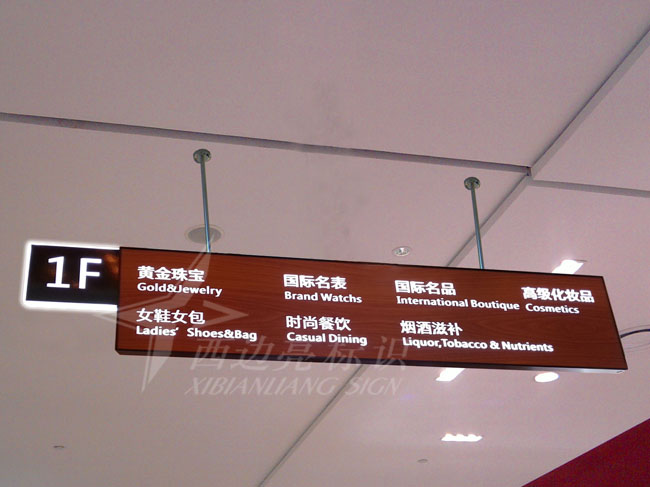 1F
黄金珠宝
Gold&Jewelry
国际名表
Brand Watchs
国际名品
International Boutique
高级化妆品
Cosmetics
女鞋女包
Ladies' Shoes&Bag
时尚餐饮
Casual Dining
烟酒滋补
Liquor,Tobacco & Nutrients
西边亮标识
XIBIANLIANG SIGN